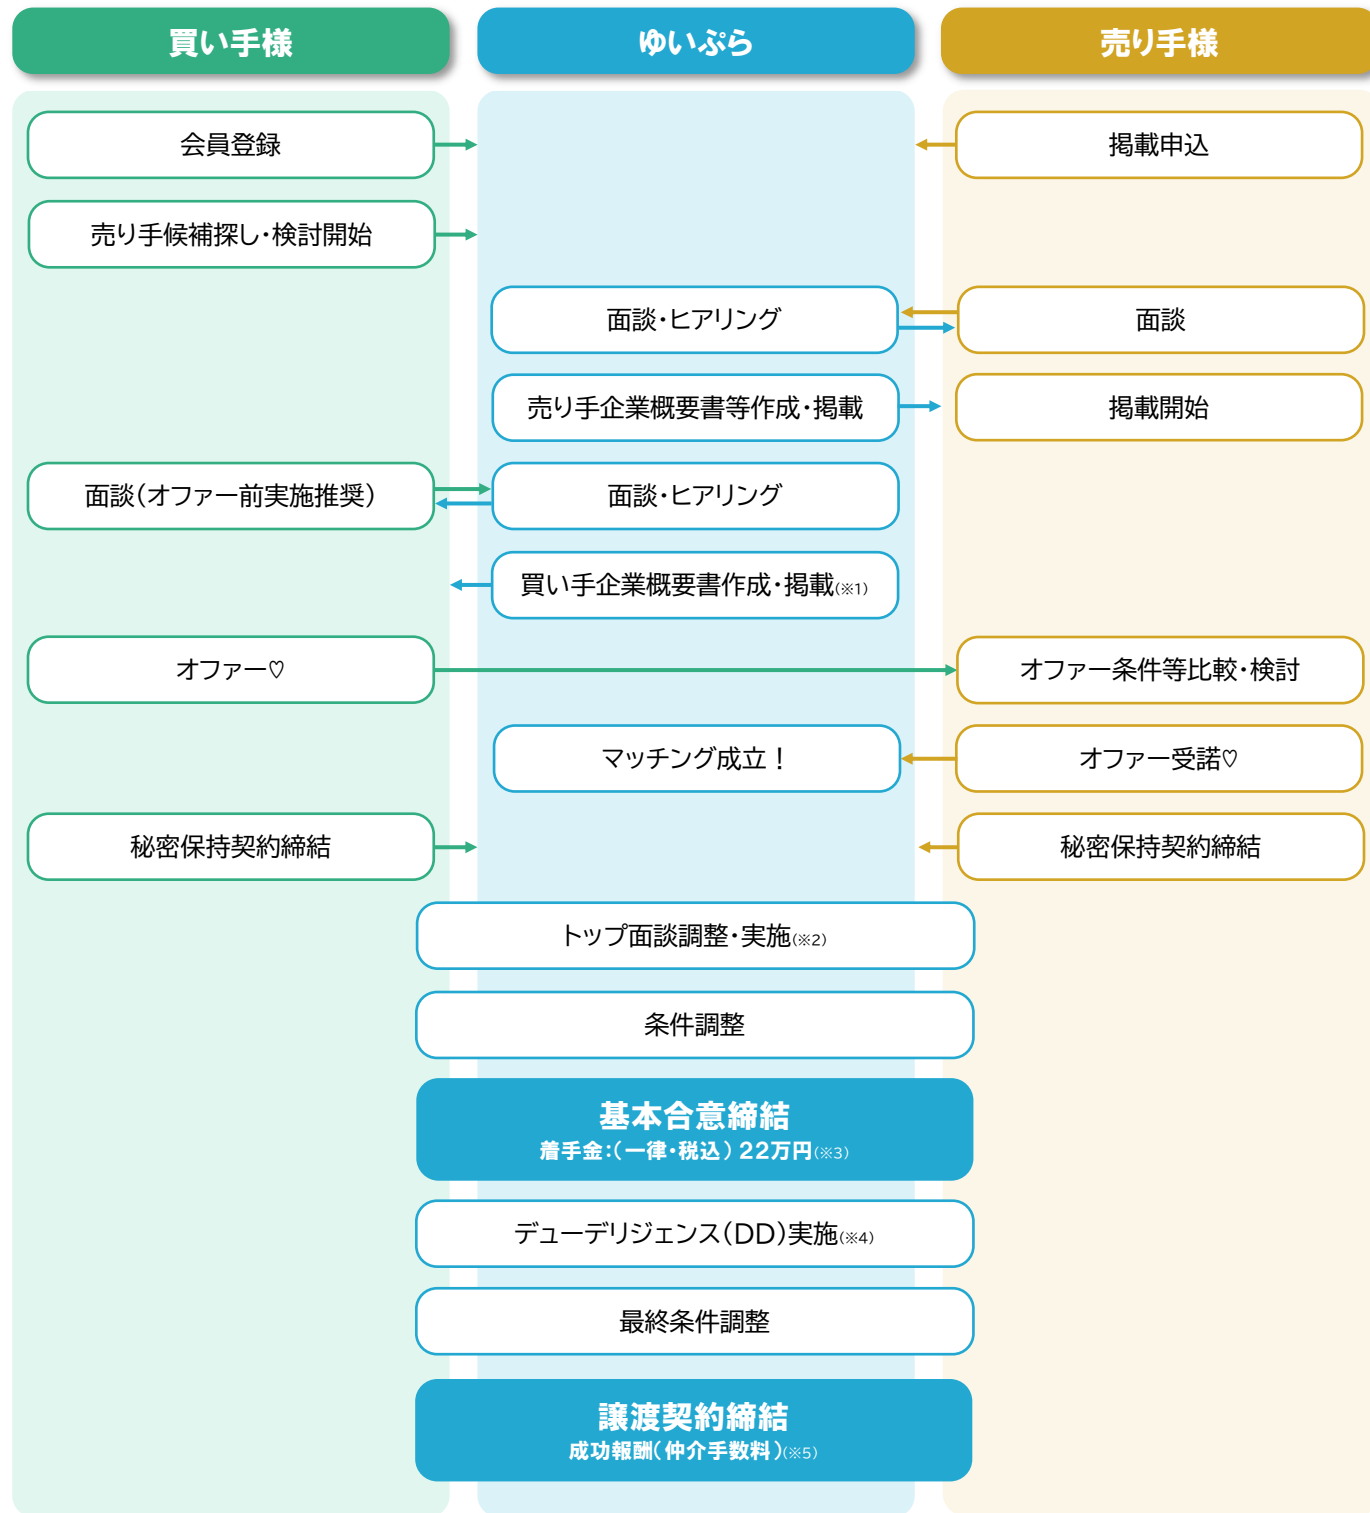 買い手様
ゆいぷら
売り手様
会員登録
掲載申込
売り手候補探し・検討開始
面談・ヒアリング
面談
売り手企業概要書等作成・掲載
掲載開始
面談（オファー前実施推奨）
面談・ヒアリング
買い手企業概要書作成・掲載(※1)
オファー♡
オファー条件等比較・検討
マッチング成立！
オファー受諾♡
秘密保持契約締結
秘密保持契約締結
トップ面談調整・実施(※2)
条件調整
基本合意締結
着手金：（一律・税込）22万円(※3)
デューデリジェンス（DD）実施(※4)
最終条件調整
譲渡契約締結
成功報酬（仲介手数料）(※5)